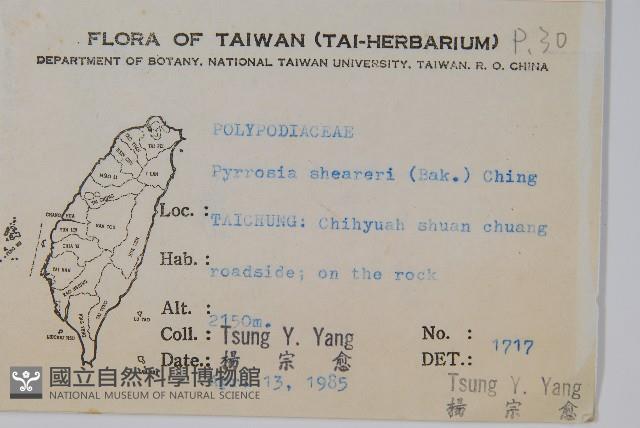 FLORA OF TAIWAN (TAI-HERBARIUM) P.30
DEPARTMENT OF BOTANY, NATIONAL TAIWAN UNIVERSITY, TAIWAN, R. O. CHINA
POLYPODIACEAE
Pyrrosia sheareri (Bak.) Ching
Loc. : TAICHUNG: Chihyuah shuan chuang
Hab. : roadside; on the rock
Alt. : 2150m.
Coll. : Tsung Y. Yang No. : 1717
Date.: 楊 宗 愈 13, 1985 DET.: Tsung Y. Yang
楊 宗 愈
國立自然科學博物館
NATIONAL MUSEUM OF NATURAL SCIENCE